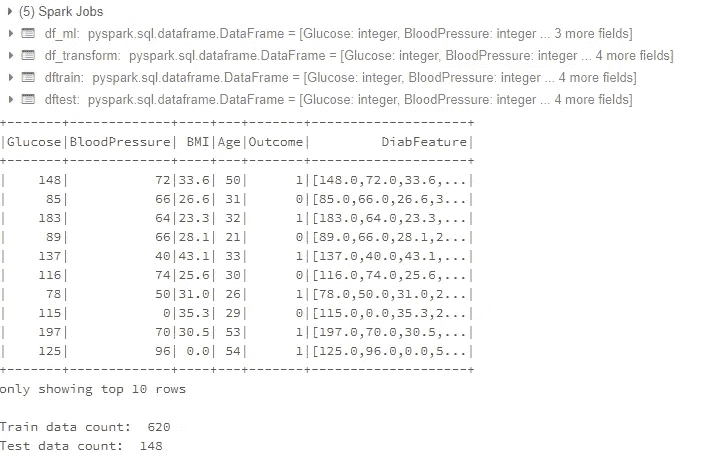 (5) Spark Jobs
df_ml: pyspark.sql.dataframe.DataFrame = [Glucose: integer, BloodPressure: integer ... 3 more fields]
df_transform: pyspark.sql.dataframe.DataFrame = [Glucose: integer, BloodPressure: integer ... 4 more fields]
dftrain: pyspark.sql.dataframe.DataFrame = [Glucose: integer, BloodPressure: integer ... 4 more fields]
dftest: pyspark.sql.dataframe.DataFrame = [Glucose: integer, BloodPressure: integer ... 4 more fields]
+-------+-------------+----+---+-------+--------------------+
|Glucose|BloodPressure| BMI|Age|Outcome|         DiabFeature|
+-------+-------------+----+---+-------+--------------------+
|    148|           72|33.6| 50|      1|[148.0,72.0,33.6,...|
|     85|           66|26.6| 31|      0|[85.0,66.0,26.6,3...|
|    183|           64|23.3| 32|      1|[183.0,64.0,23.3,...|
|     89|           66|28.1| 21|      0|[89.0,66.0,28.1,2...|
|    137|           40|43.1| 33|      1|[137.0,40.0,43.1,...|
|    116|           74|25.6| 30|      0|[116.0,74.0,25.6,...|
|     78|           50|31.0| 26|      1|[78.0,50.0,31.0,2...|
|    115|            0|35.3| 29|      0|[115.0,0.0,35.3,2...|
|    197|           70|30.5| 53|      1|[197.0,70.0,30.5,...|
|    125|           96| 0.0| 54|      1|[125.0,96.0,0.0,5...|
+-------+-------------+----+---+-------+--------------------+
only showing top 10 rows
Train data count:  620
Test data count:  148